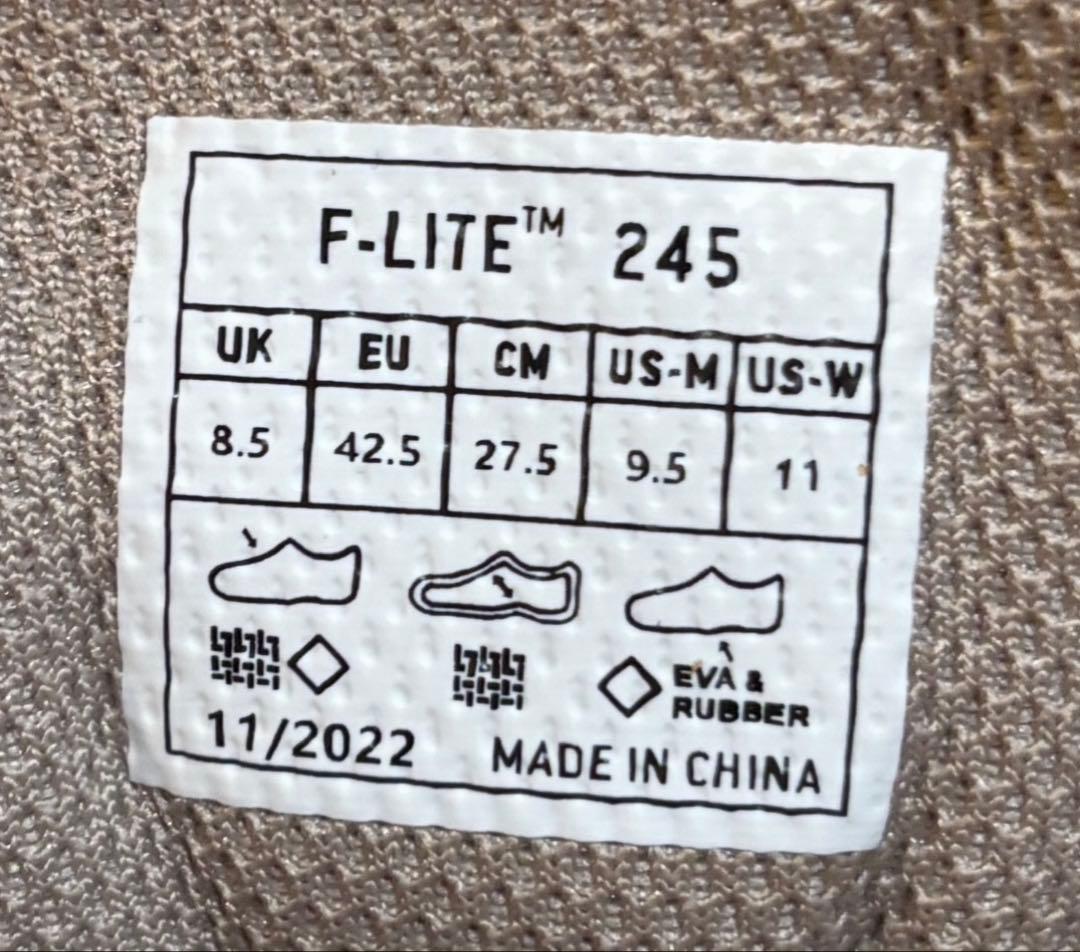 F-LITE™ 245
UK EU CM US-M US-W
8.5 42.5 27.5 9.5 11
EVA &
RUBBER
11/2022 MADE IN CHINA